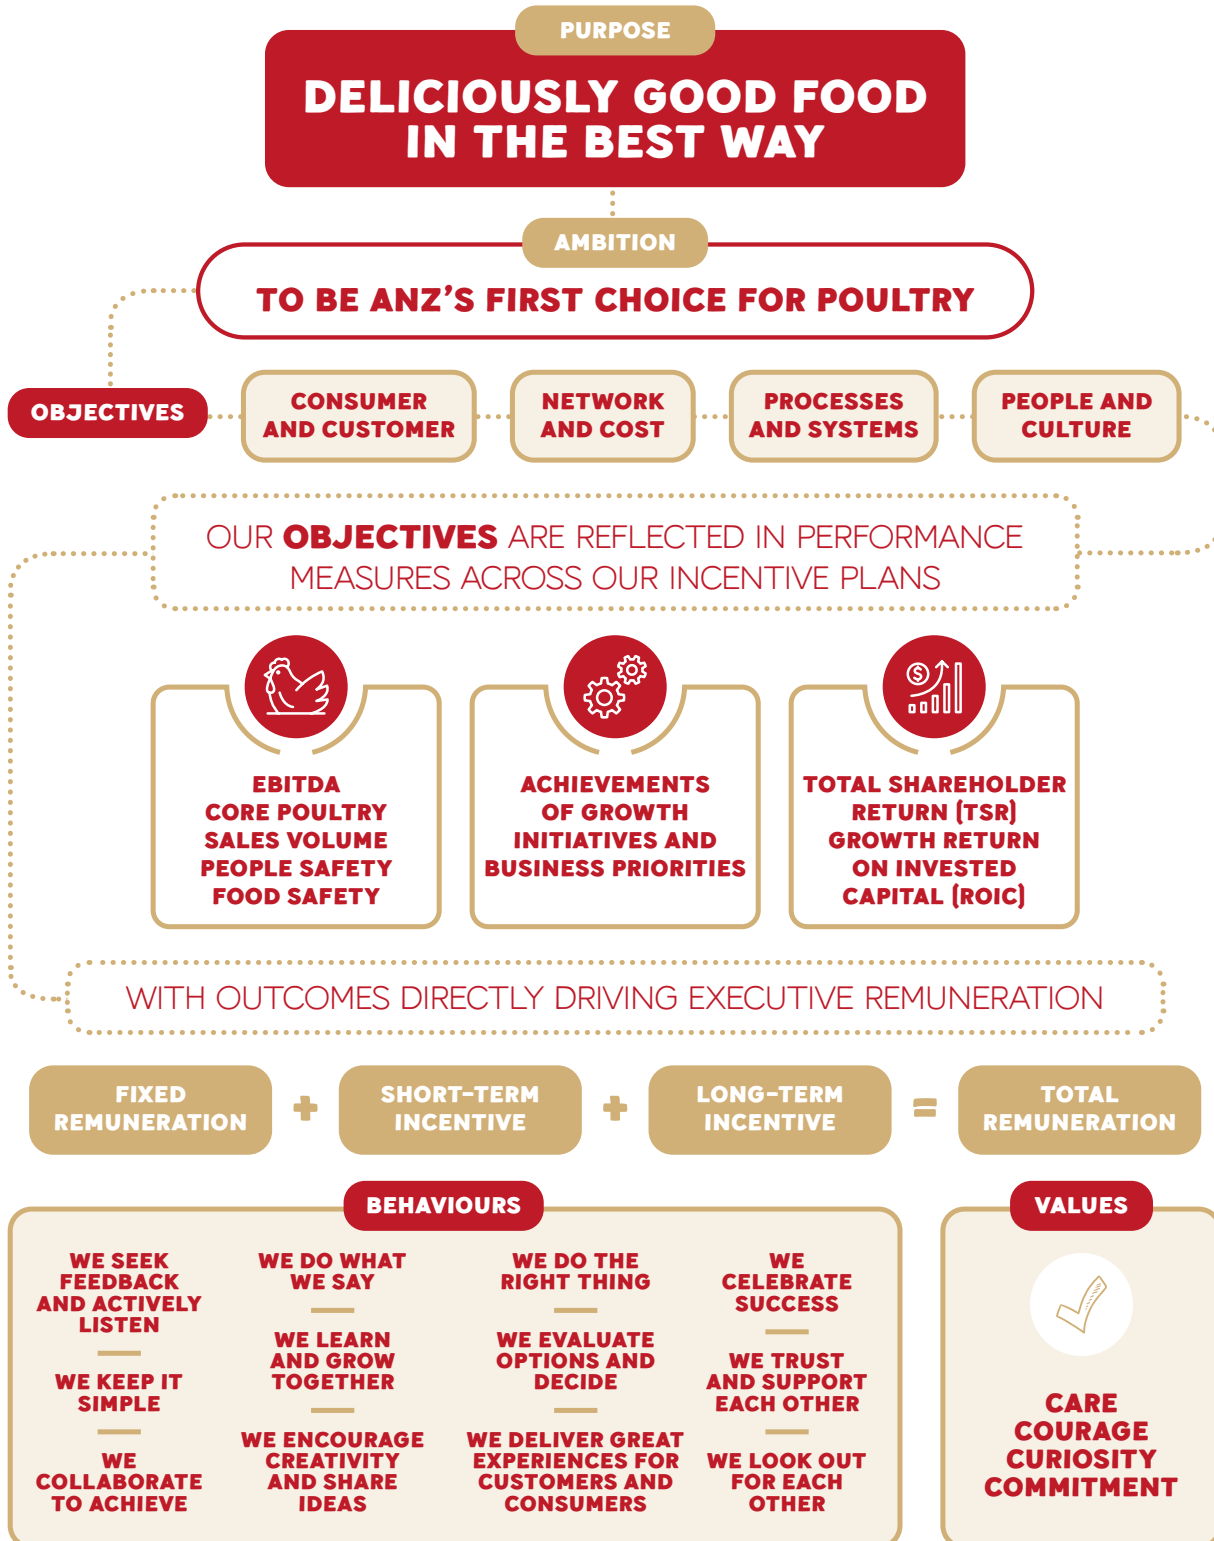 PURPOSE
DELICIOUSLY GOOD FOOD
IN THE BEST WAY
AMBITION
TO BE ANZ'S FIRST CHOICE FOR POULTRY
OBJECTIVES
CONSUMER
AND CUSTOMER
NETWORK
AND COST
PROCESSES
AND SYSTEMS
PEOPLE AND
CULTURE
OUR OBJECTIVES ARE REFLECTED IN PERFORMANCE
MEASURES ACROSS OUR INCENTIVE PLANS
EBITDA
CORE POULTRY
SALES VOLUME
PEOPLE SAFETY
FOOD SAFETY
ACHIEVEMENTS
OF GROWTH
INITIATIVES AND
BUSINESS PRIORITIES
$
TOTAL SHAREHOLDER
RETURN (TSR)
GROWTH RETURN
ON INVESTED
CAPITAL (ROIC)
WITH OUTCOMES DIRECTLY DRIVING EXECUTIVE REMUNERATION
FIXED
REMUNERATION
+
SHORT-TERM
INCENTIVE
+
LONG-TERM
INCENTIVE
=
TOTAL
REMUNERATION
BEHAVIOURS
WE SEEK
FEEDBACK
AND ACTIVELY
LISTEN
WE KEEP IT
SIMPLE
WE
COLLABORATE
TO ACHIEVE
WE DO WHAT
WE SAY
WE LEARN
AND GROW
TOGETHER
WE ENCOURAGE
CREATIVITY
AND SHARE
IDEAS
WE DO THE
RIGHT THING
WE EVALUATE
OPTIONS AND
DECIDE
WE DELIVER GREAT
EXPERIENCES FOR
CUSTOMERS AND
CONSUMERS
WE
CELEBRATE
SUCCESS
WE TRUST
AND SUPPORT
EACH OTHER
WE LOOK OUT
FOR EACH
OTHER
VALUES
CARE
COURAGE
CURIOSITY
COMMITMENT